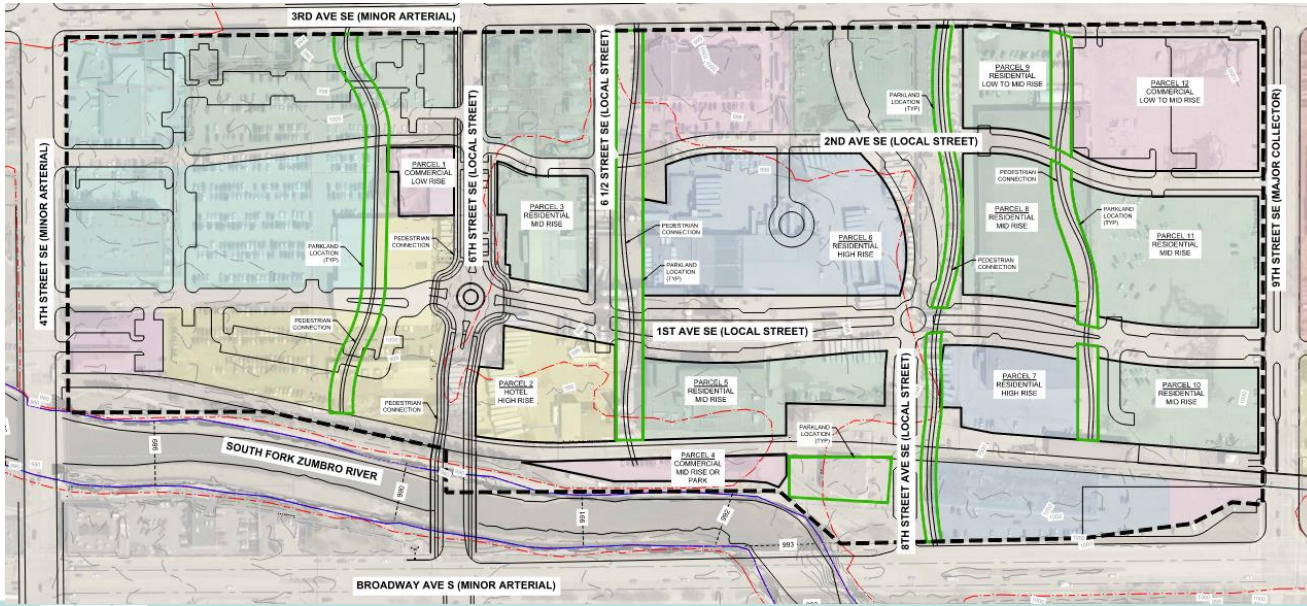 3RD AVE SE (MINOR ARTERIAL)
4TH STREET SE (MINOR ARTERIAL)
6TH STREET SE (LOCAL STREET)
6 1/2 STREET SE (LOCAL STREET)
9TH STREET SE (MAJOR COLLECTOR)
2ND AVE SE (LOCAL STREET)
1ST AVE SE (LOCAL STREET)
8TH STREET AVE SE (LOCAL STREET)
BROADWAY AVE S (MINOR ARTERIAL)
SOUTH FORK ZUMBRO RIVER
PARCEL 1
COMMERCIAL
LOW RISE
PARCEL 2
HOTEL
HIGH RISE
PARCEL 3
RESIDENTIAL
MID RISE
PARCEL 4
COMMERCIAL
MID RISE OR
PARK
PARCEL 5
RESIDENTIAL
MID RISE
PARCEL 6
RESIDENTIAL
HIGH RISE
PARCEL 7
RESIDENTIAL
HIGH RISE
PARCEL 8
RESIDENTIAL
MID RISE
PARCEL 9
RESIDENTIAL
LOW TO MID RISE
PARCEL 10
RESIDENTIAL
MID RISE
PARCEL 11
RESIDENTIAL
MID RISE
PARCEL 12
COMMERCIAL
LOW TO MID RISE
PARKLAND
LOCATION
(TYP)
PEDESTRIAN
CONNECTION
PEDESTRIAN
CONNECTION
PEDESTRIAN
CONNECTION
PEDESTRIAN
CONNECTION
PARKLAND
LOCATION
(TYP)
PARKLAND
LOCATION
(TYP)
PEDESTRIAN
CONNECTION
PEDESTRIAN
CONNECTION
PARKLAND
LOCATION
(TYP)
PARKLAND
LOCATION
(TYP)
989
990
991
992
993